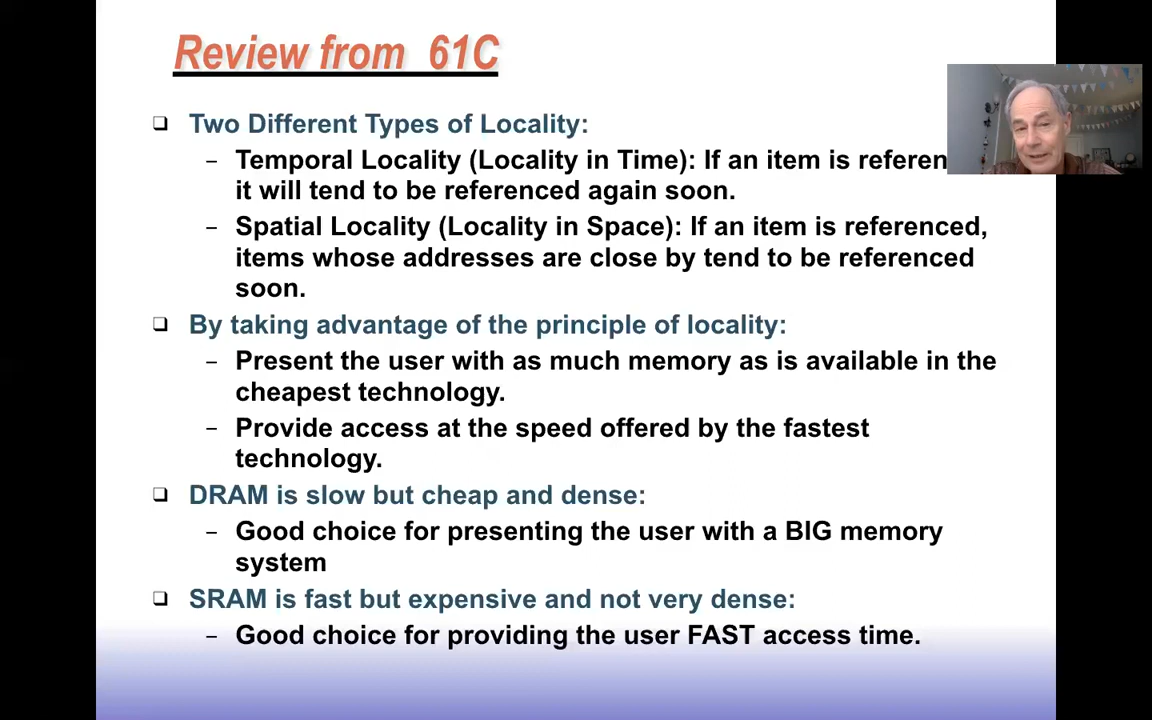 Review from 61C
Two Different Types of Locality:
– Temporal Locality (Locality in Time): If an item is
it will tend to be referenced again soon.
– Spatial Locality (Locality in Space): If an item is referenced,
items whose addresses are close by tend to be referenced
soon.
By taking advantage of the principle of locality:
– Present the user with as much memory as is available in the
cheapest technology.
– Provide access at the speed offered by the fastest
technology.
DRAM is slow but cheap and dense:
– Good choice for presenting the user with a BIG memory
system
SRAM is fast but expensive and not very dense:
– Good choice for providing the user FAST access time.